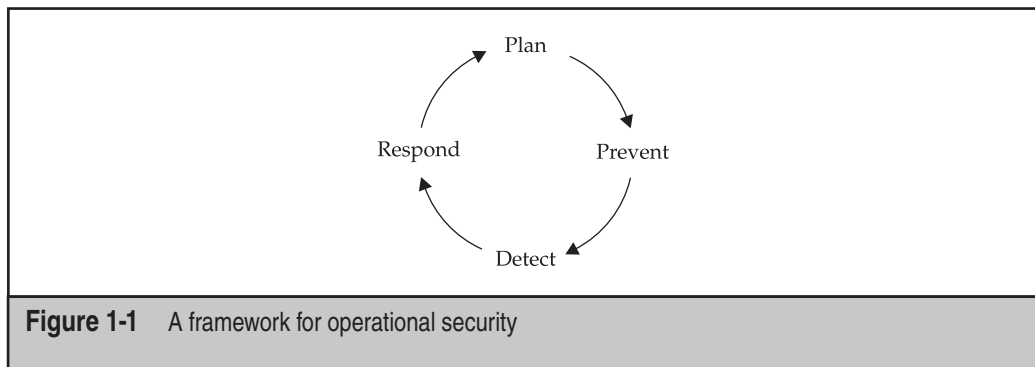 Plan
Respond
Prevent
Detect
Figure 1-1 A framework for operational security